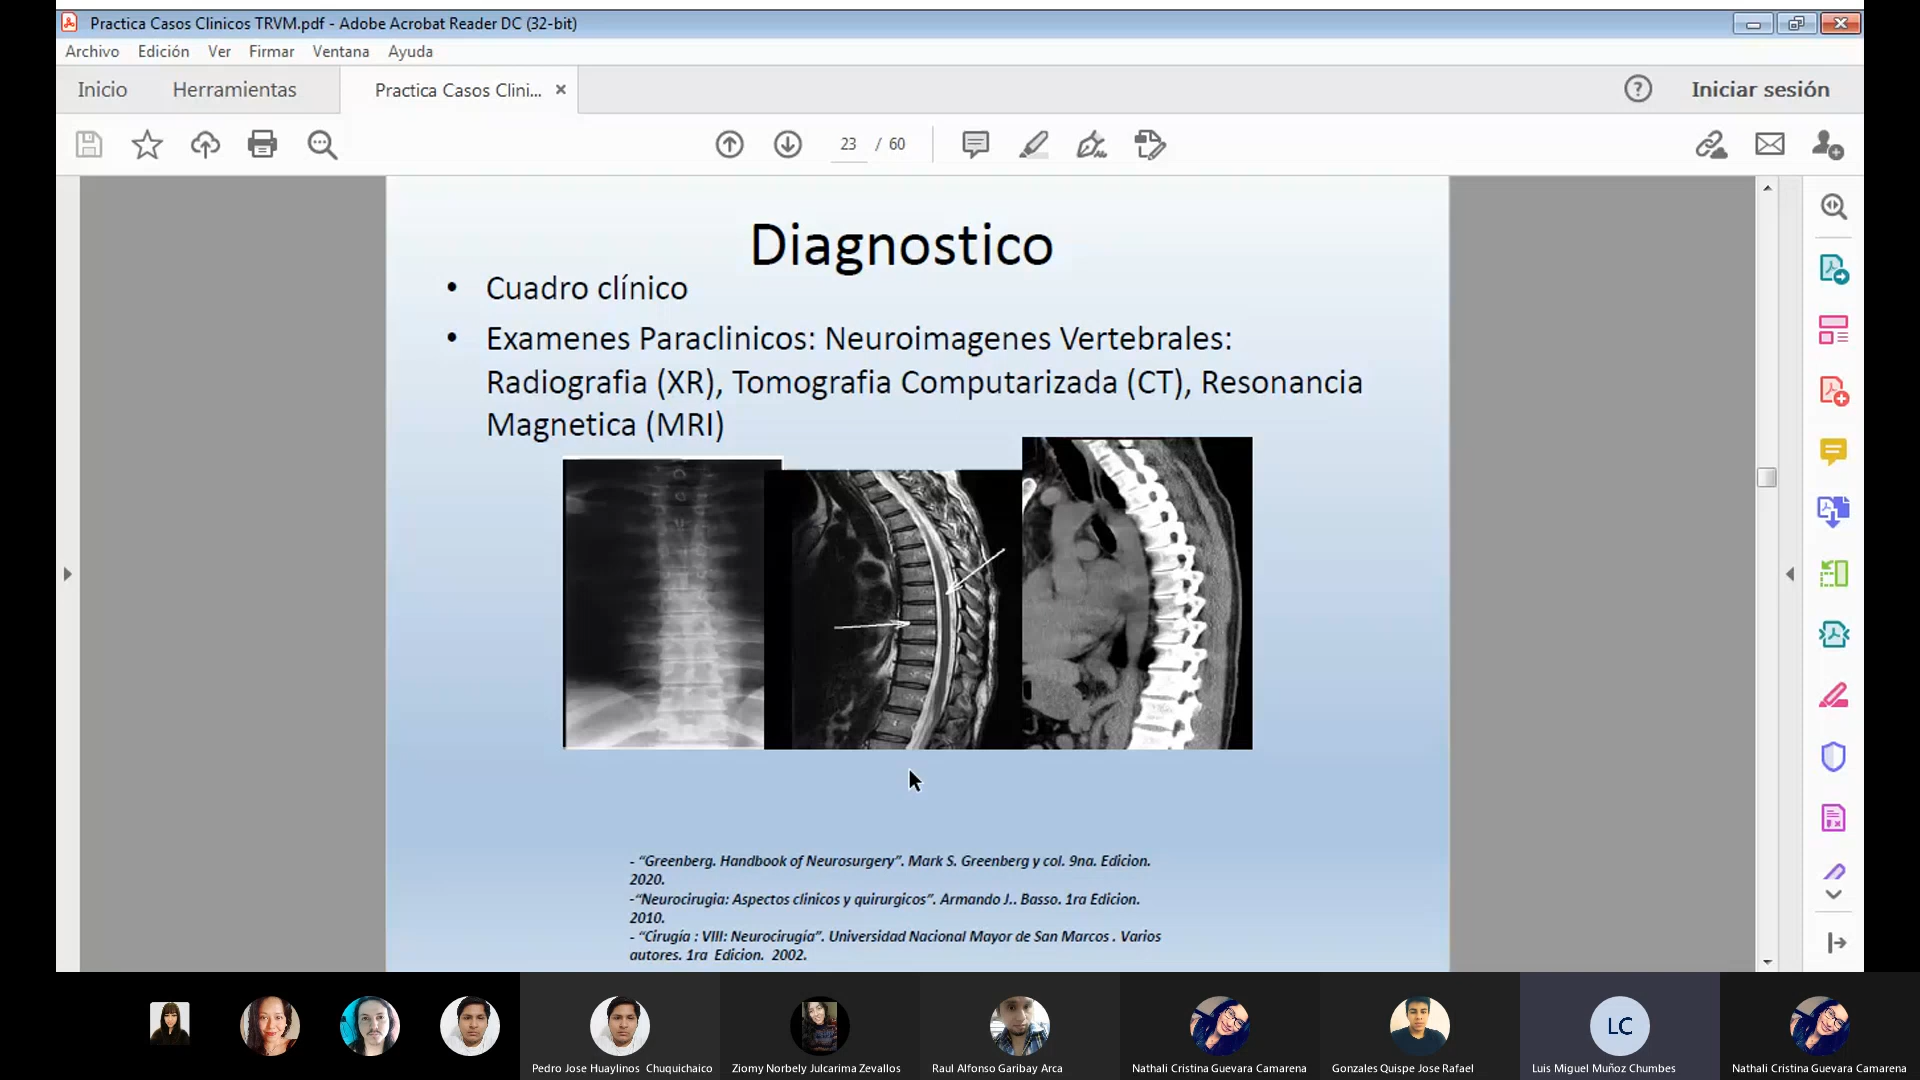 Practica Casos Clinicos TRVM.pdf - Adobe Acrobat Reader DC (32-bit)
Archivo Edición Ver Firmar Ventana Ayuda
Inicio Herramientas Practica Casos Clini... × ? Iniciar sesión
23 / 60
Diagnostico
• Cuadro clínico
• Examenes Paraclinicos: Neuroimagenes Vertebrales:
Radiografia (XR), Tomografia Computarizada (CT), Resonancia
Magnetica (MRI)
- “Greenberg. Handbook of Neurosurgery”. Mark S. Greenberg y col. 9na. Edicion.
2020.
-“Neurocirugia: Aspectos clinicos y quirurgicos”. Armando J.. Basso. 1ra Edicion.
2010.
- “Cirugía : VIII: Neurocirugía”. Universidad Nacional Mayor de San Marcos . Varios
autores. 1ra Edicion. 2002.
LC
Pedro Jose Huaylinos Chuquichaico Ziomy Norbely Julcarima Zevallos Raul Alfonso Garibay Arca Nathali Cristina Guevara Camarena Gonzales Quispe Jose Rafael Luis Miguel Muñoz Chumbes Nathali Cristina Guevara Camarena